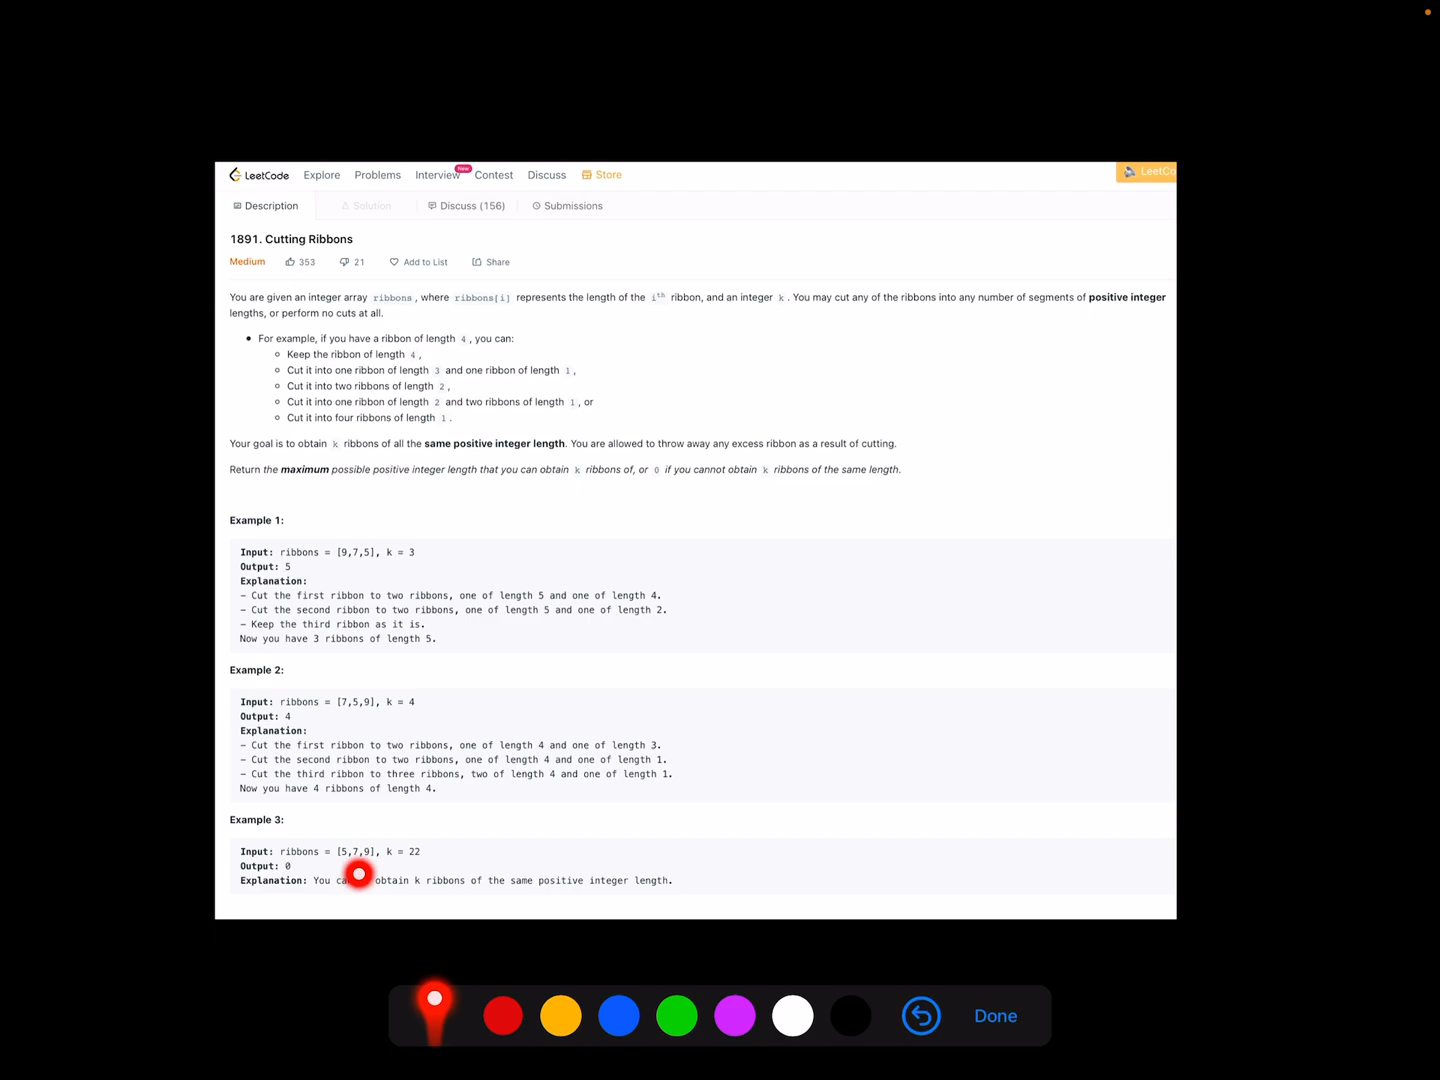 LeetCode Explore Problems Interview New Contest Discuss Store LeetCo
Description Solution Discuss (156) Submissions
1891. Cutting Ribbons
Medium 353 21 Add to List Share
You are given an integer array ribbons, where ribbons[i] represents the length of the ith ribbon, and an integer k. You may cut any of the ribbons into any number of segments of positive integer
lengths, or perform no cuts at all.
• For example, if you have a ribbon of length 4, you can:
◦ Keep the ribbon of length 4,
◦ Cut it into one ribbon of length 3 and one ribbon of length 1,
◦ Cut it into two ribbons of length 2,
◦ Cut it into one ribbon of length 2 and two ribbons of length 1, or
◦ Cut it into four ribbons of length 1.
Your goal is to obtain k ribbons of all the same positive integer length. You are allowed to throw away any excess ribbon as a result of cutting.
Return the maximum possible positive integer length that you can obtain k ribbons of, or 0 if you cannot obtain k ribbons of the same length.
Example 1:
Input: ribbons = [9,7,5], k = 3
Output: 5
Explanation:
- Cut the first ribbon to two ribbons, one of length 5 and one of length 4.
- Cut the second ribbon to two ribbons, one of length 5 and one of length 2.
- Keep the third ribbon as it is.
Now you have 3 ribbons of length 5.
Example 2:
Input: ribbons = [7,5,9], k = 4
Output: 4
Explanation:
- Cut the first ribbon to two ribbons, one of length 4 and one of length 3.
- Cut the second ribbon to two ribbons, one of length 4 and one of length 1.
- Cut the third ribbon to three ribbons, two of length 4 and one of length 1.
Now you have 4 ribbons of length 4.
Example 3:
Input: ribbons = [5,7,9], k = 22
Output: 0
Explanation: You obtain k ribbons of the same positive integer length.
Done